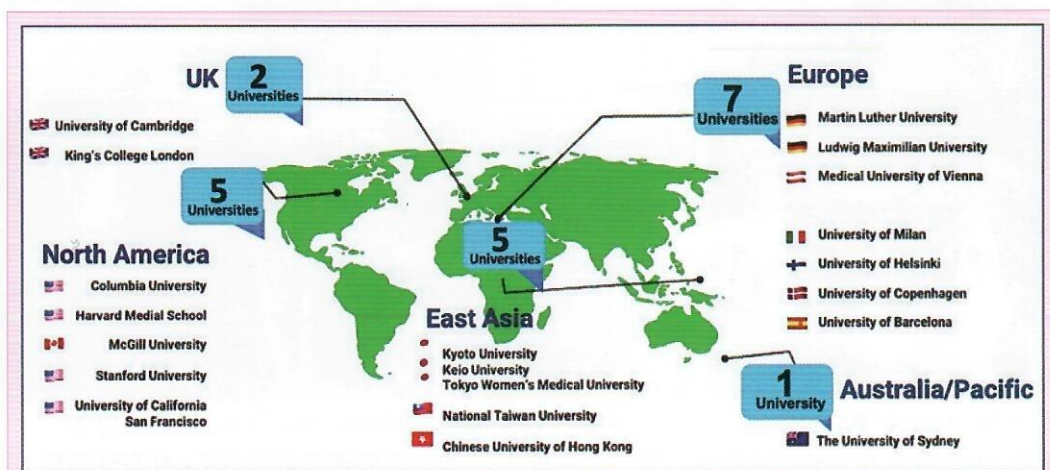 UK
2
Universities
University of Cambridge
King's College London
7
Universities
Europe
Martin Luther University
Ludwig Maximilian University
Medical University of Vienna
University of Milan
University of Helsinki
University of Copenhagen
University of Barcelona
5
Universities
North America
Columbia University
Harvard Medial School
McGill University
Stanford University
University of California
San Francisco
5
Universities
East Asia
Kyoto University
Keio University
Tokyo Women's Medical University
National Taiwan University
Chinese University of Hong Kong
1
University
Australia/Pacific
The University of Sydney